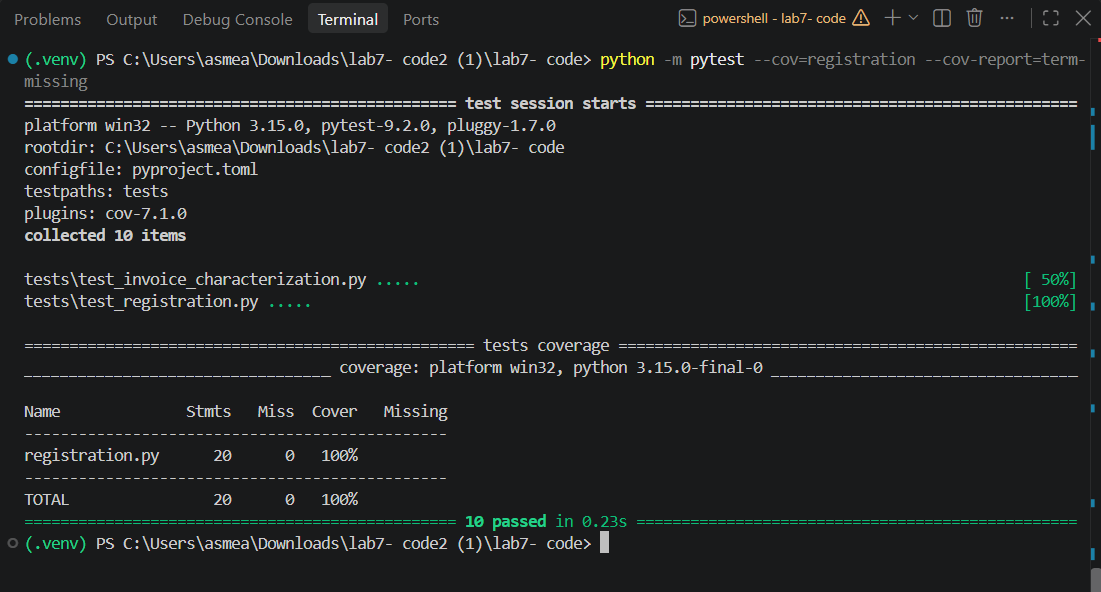 Problems Output Debug Console Terminal Ports powershell - lab7- code
(.venv) PS C:\Users\asmea\Downloads\lab7- code2 (1)\lab7- code> python -m pytest --cov=registration --cov-report=term-
missing
================================================ test session starts ================================================
platform win32 -- Python 3.15.0, pytest-9.2.0, pluggy-1.7.0
rootdir: C:\Users\asmea\Downloads\lab7- code2 (1)\lab7- code
configfile: pyproject.toml
testpaths: tests
plugins: cov-7.1.0
collected 10 items
tests\test_invoice_characterization.py ..... [ 50%]
tests\test_registration.py ..... [100%]
================================================== tests coverage ===================================================
__________________________________ coverage: platform win32, python 3.15.0-final-0 __________________________________
Name Stmts Miss Cover Missing
-----------------------------------------------
registration.py 20 0 100%
-----------------------------------------------
TOTAL 20 0 100%
================================================ 10 passed in 0.23s =================================================
(.venv) PS C:\Users\asmea\Downloads\lab7- code2 (1)\lab7- code>